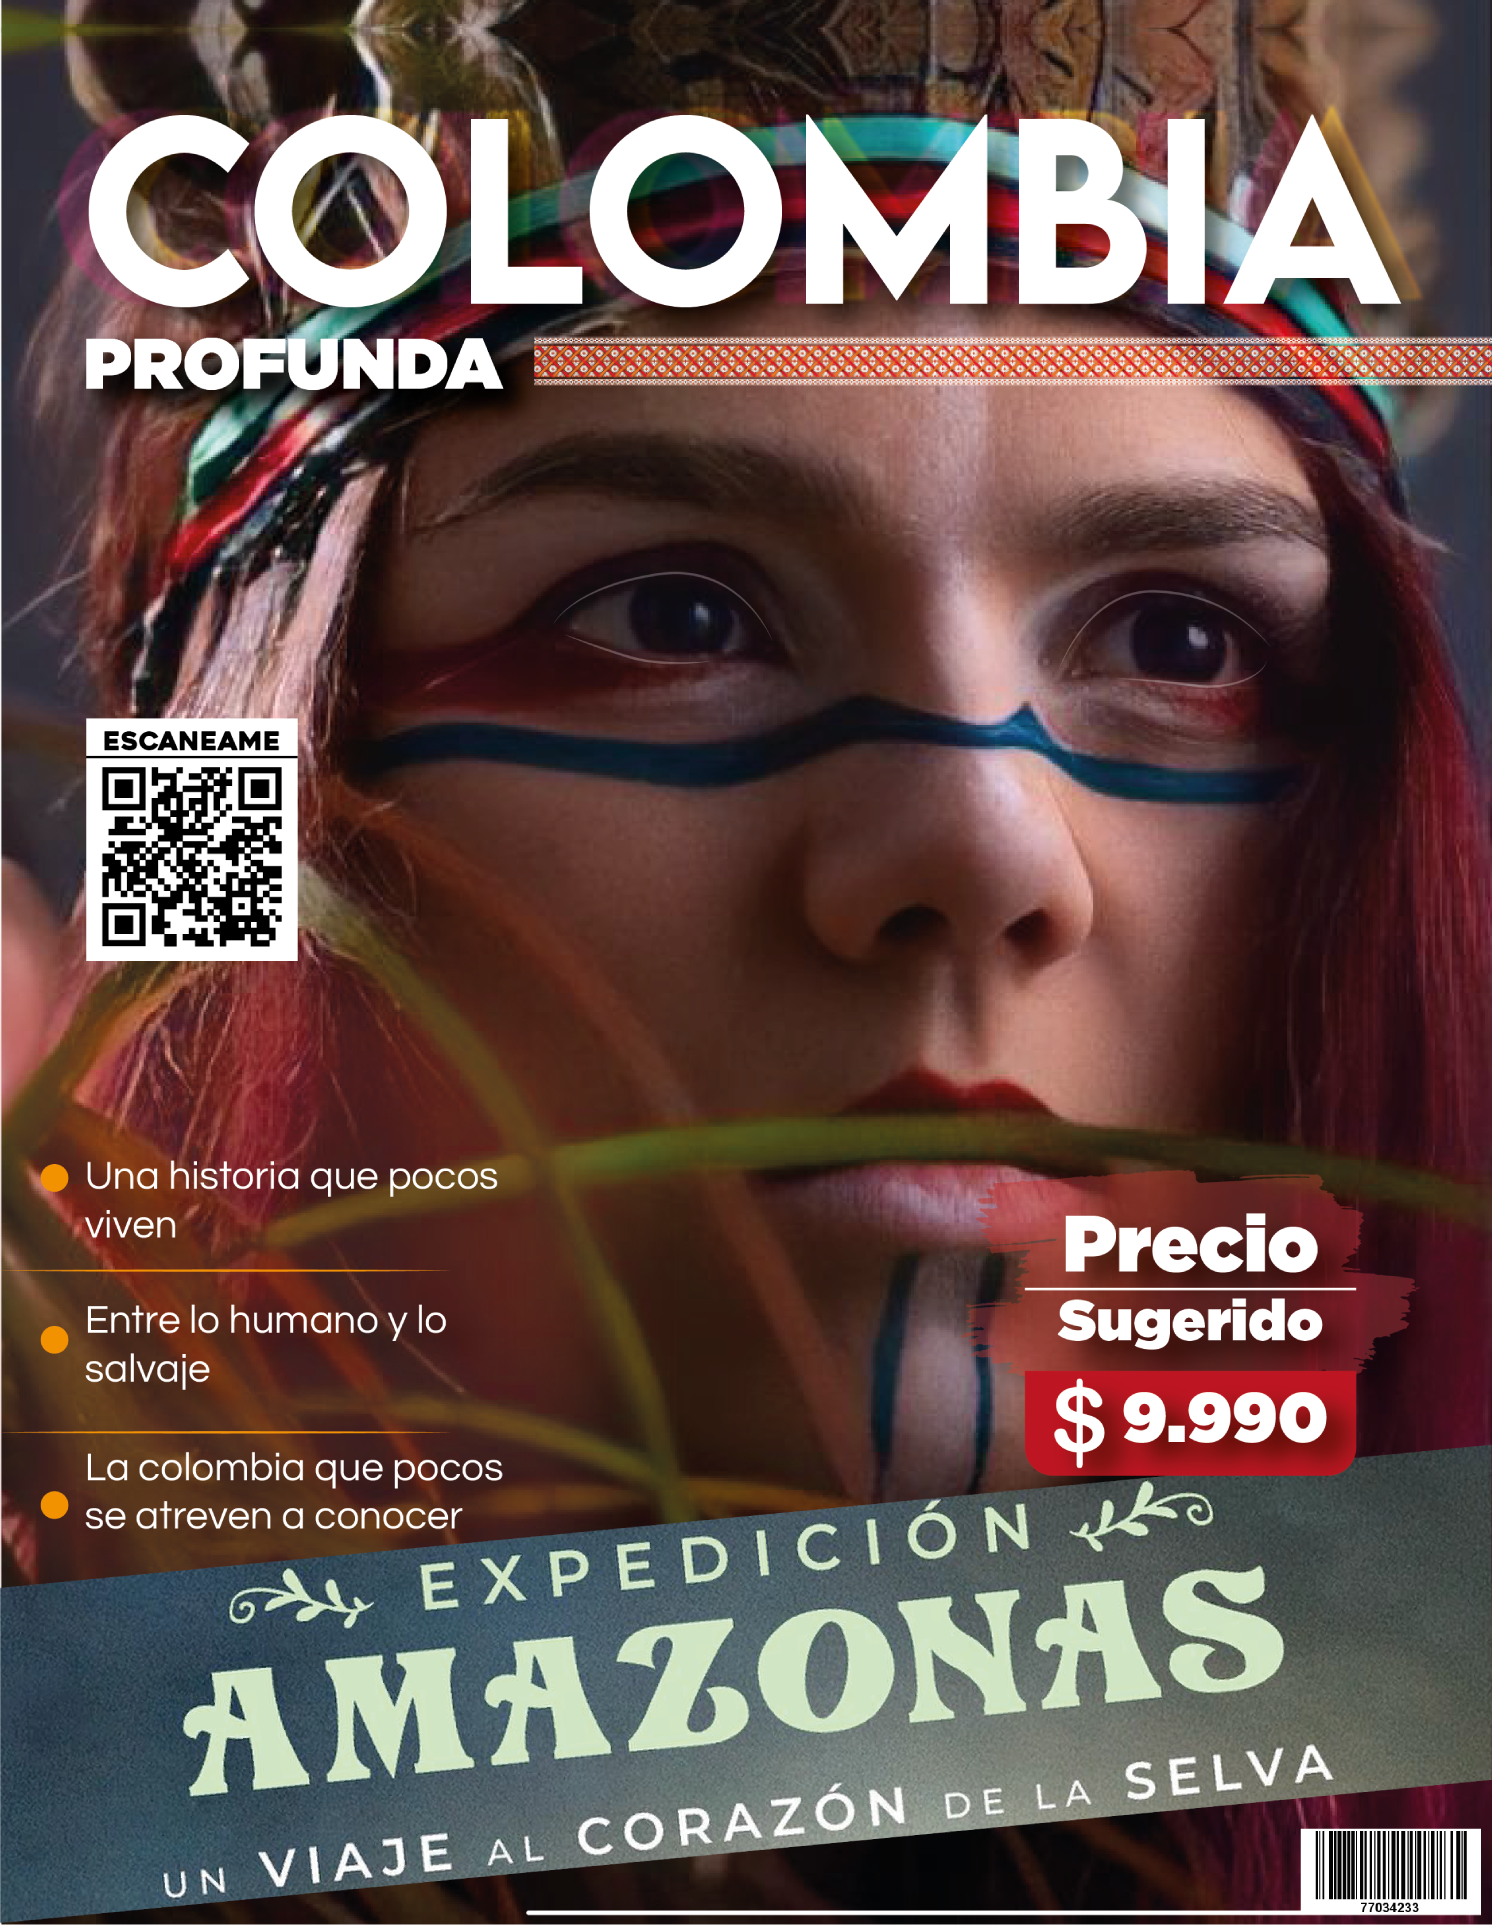 COLOMBIA
PROFUNDA
ESCANEAME
Una historia que pocos
viven
Entre lo humano y lo
salvaje
La colombia que pocos
se atreven a conocer
Precio
Sugerido
$ 9.990
EXPEDICIÓN
AMAZONAS
UN VIAJE AL CORAZÓN DE LA SELVA
77034233